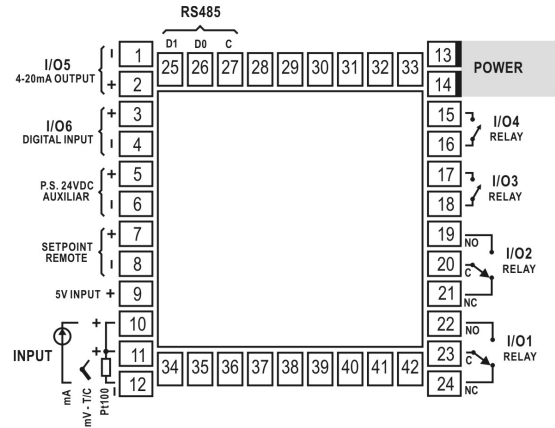 RS485
D1 D0 C
I/O5
4-20mA OUTPUT
- 1
+ 2
I/O6
DIGITAL INPUT
+ 3
- 4
P.S. 24VDC
AUXILIAR
+ 5
- 6
SETPOINT
REMOTE
+ 7
- 8
5V INPUT + 9
INPUT
+ 10
+ 11
- 12
mA
mV - T/C
Pt100
25 26 27 28 29 30 31 32 33
34 35 36 37 38 39 40 41 42
13
14
POWER
15
16
I/O4
RELAY
17
18
I/O3
RELAY
19 NO
20 C
21 NC
I/O2
RELAY
22 NO
23 C
24 NC
I/O1
RELAY